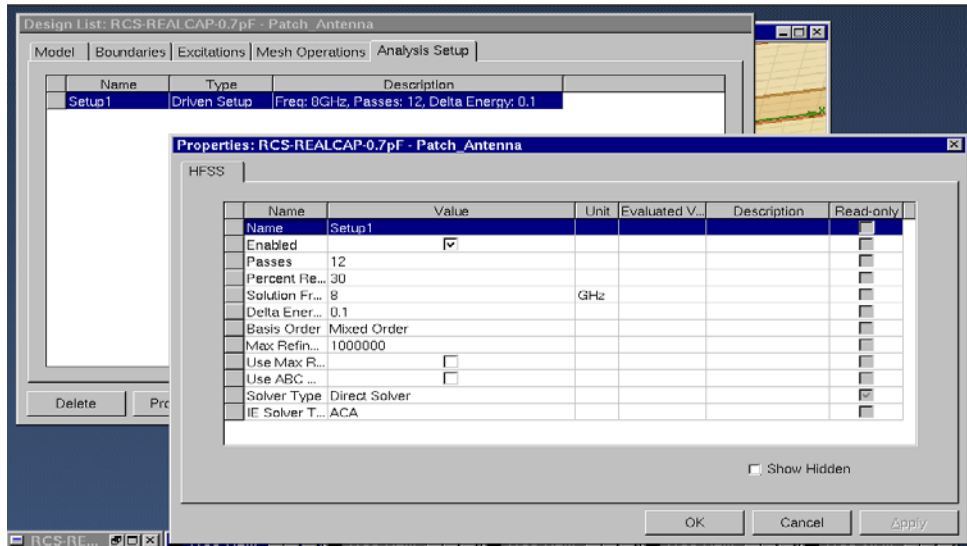 Design List: RCS-REALCAP-0.7pF - Patch_Antenna
Model Boundaries Excitations Mesh Operations Analysis Setup
Name Type Description
Setup1 Driven Setup Freq: 8GHz, Passes: 12, Delta Energy: 0.1
Properties: RCS-REALCAP-0.7pF - Patch_Antenna
HFSS
Name Value Unit Evaluated V... Description Read-only
Name Setup1
Enabled
Passes 12
Percent Re... 30
Solution Fr... 8 GHz
Delta Ener... 0.1
Basis Order Mixed Order
Max Refin... 1000000
Use Max R...
Use ABC ...
Solver Type Direct Solver
IE Solver T... ACA
Delete Pro
Show Hidden
OK Cancel Apply
RCS-RE...